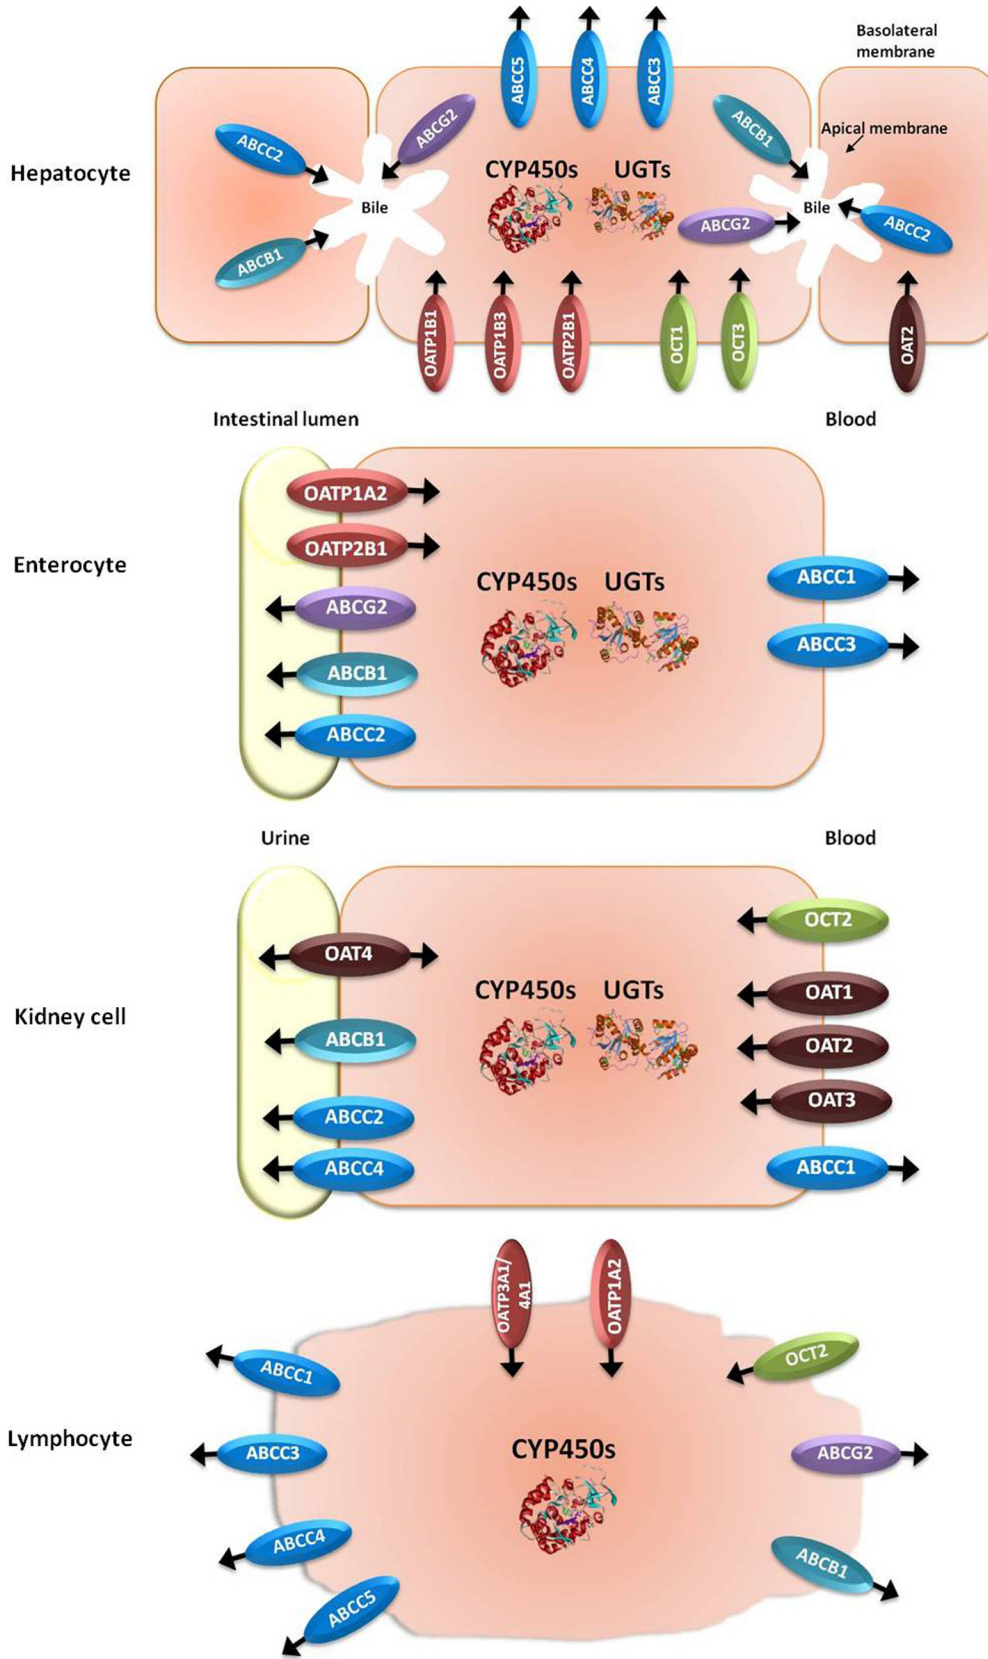 Basolateral
membrane
ABCC5
ABCC4
ABCC3
ABCC2
ABCG2
ABCB1
Apical membrane
Hepatocyte
CYP450s
UGTs
Bile
Bile
ABCG2
ABCC2
ABCB1
OATP1B1
OATP1B3
OATP2B1
OCT1
OCT3
OAT2
Intestinal lumen
Blood
OATP1A2
OATP2B1
Enterocyte
CYP450s
UGTs
ABCC1
ABCG2
ABCC3
ABCB1
ABCC2
Urine
Blood
OCT2
OAT4
CYP450s
UGTs
OAT1
Kidney cell
ABCB1
OAT2
OAT3
ABCC2
ABCC4
ABCC1
OATP3A1/
4A1
OATP1A2
ABCC1
OCT2
Lymphocyte
ABCC3
CYP450s
ABCG2
ABCC4
ABCB1
ABCC5